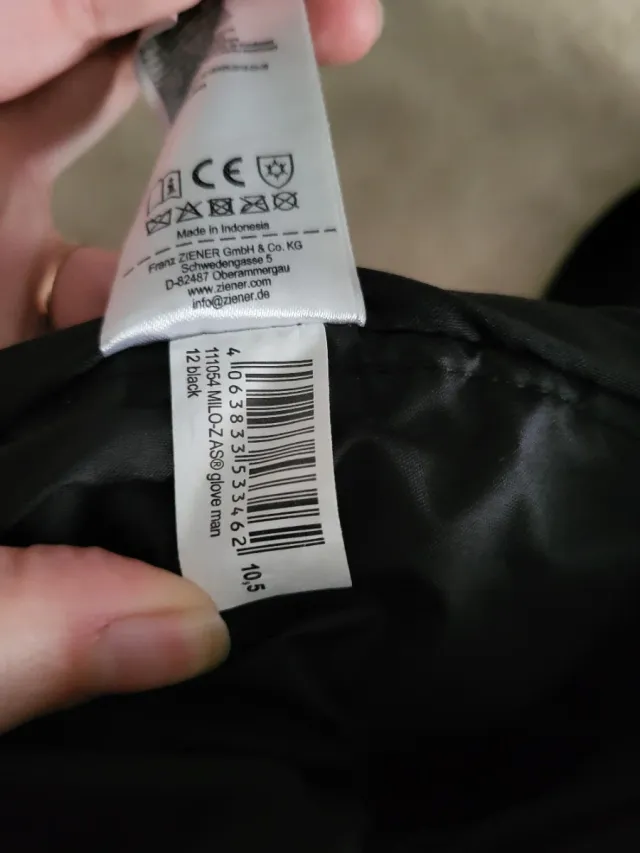 CE
Made in Indonesia
Franz ZIENER GmbH & Co. KG
Schwedengasse 5
D-82487 Oberammergau
www.ziener.com
info@ziener.de
4 063833 533462
10,5
111054 MILO-Z AS® glove man
12 black